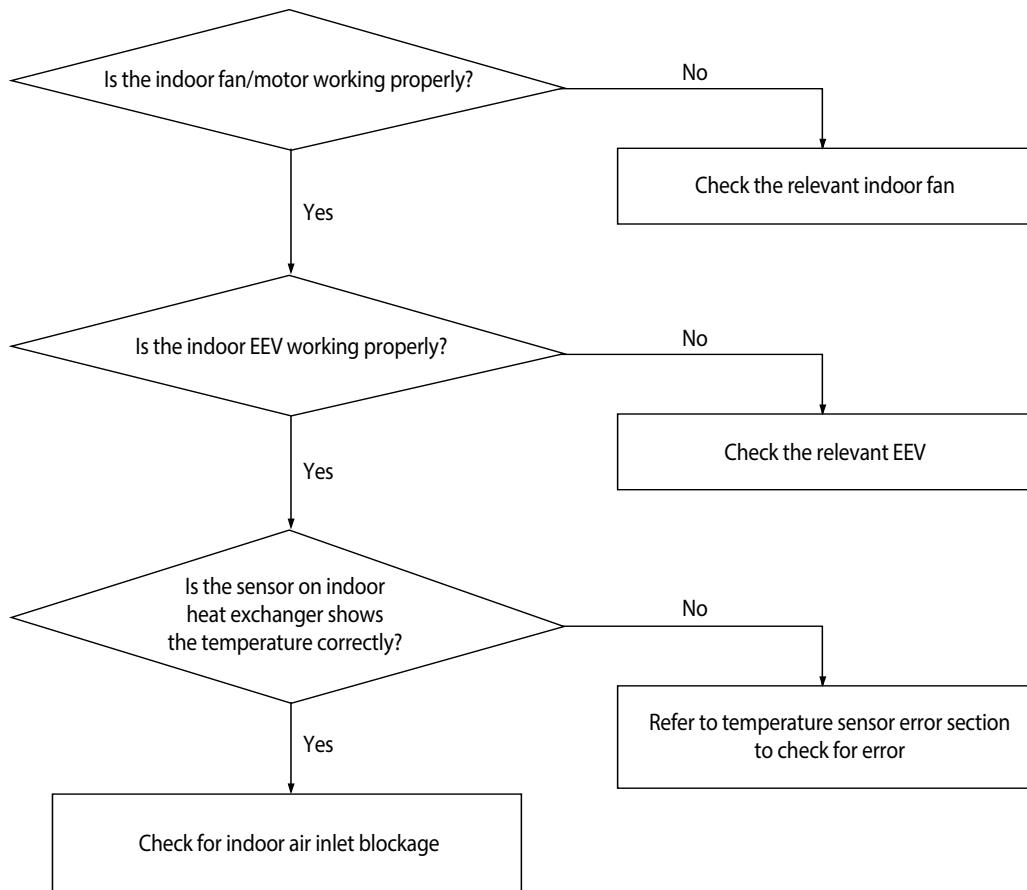 Is the indoor fan/motor working properly?
No
Check the relevant indoor fan
Yes
Is the indoor EEV working properly?
No
Check the relevant EEV
Yes
Is the sensor on indoor
heat exchanger shows
the temperature correctly?
No
Refer to temperature sensor error section
to check for error
Yes
Check for indoor air inlet blockage